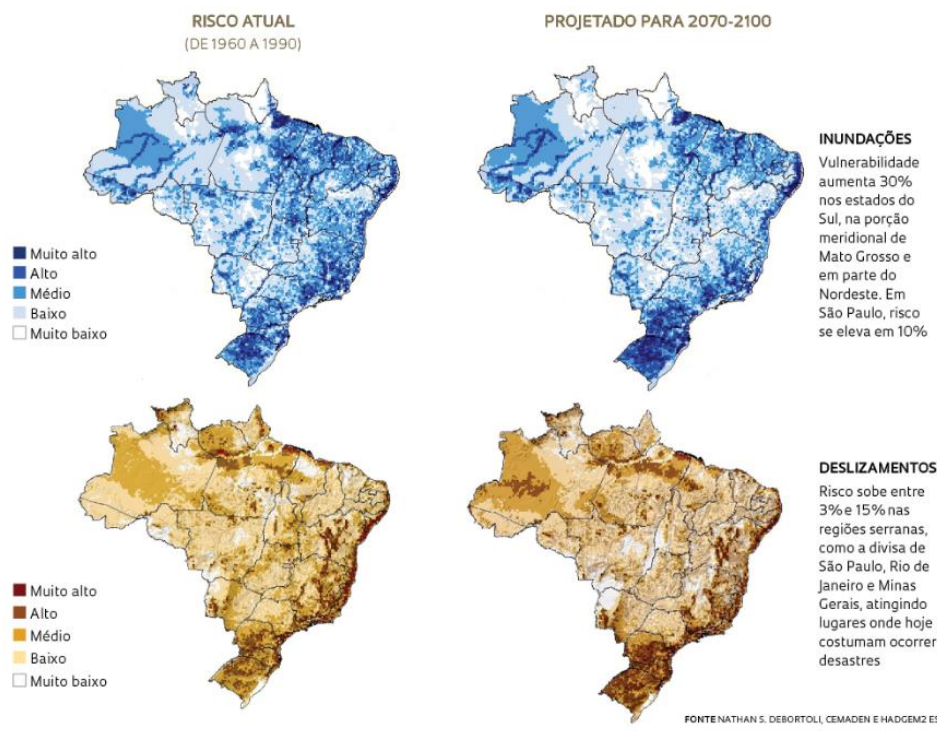 RISCO ATUAL
(DE 1960 A 1990)
PROJETADO PARA 2070-2100
INUNDAÇÕES
Vulnerabilidade
aumenta 30%
nos estados do
Sul, na porção
meridional de
Mato Grosso e
em parte do
Nordeste. Em
São Paulo, risco
se eleva em 10%
Muito alto
Alto
Médio
Baixo
Muito baixo
DESLIZAMENTOS
Risco sobe entre
3% e 15% nas
regiões serranas,
como a divisa de
São Paulo, Rio de
Janeiro e Minas
Gerais, atingindo
lugares onde hoje
costumam ocorrer
desastres
Muito alto
Alto
Médio
Baixo
Muito baixo
FONTE NATHAN S. DEBORTOLI, CEMADEN E HADGEM2 ES